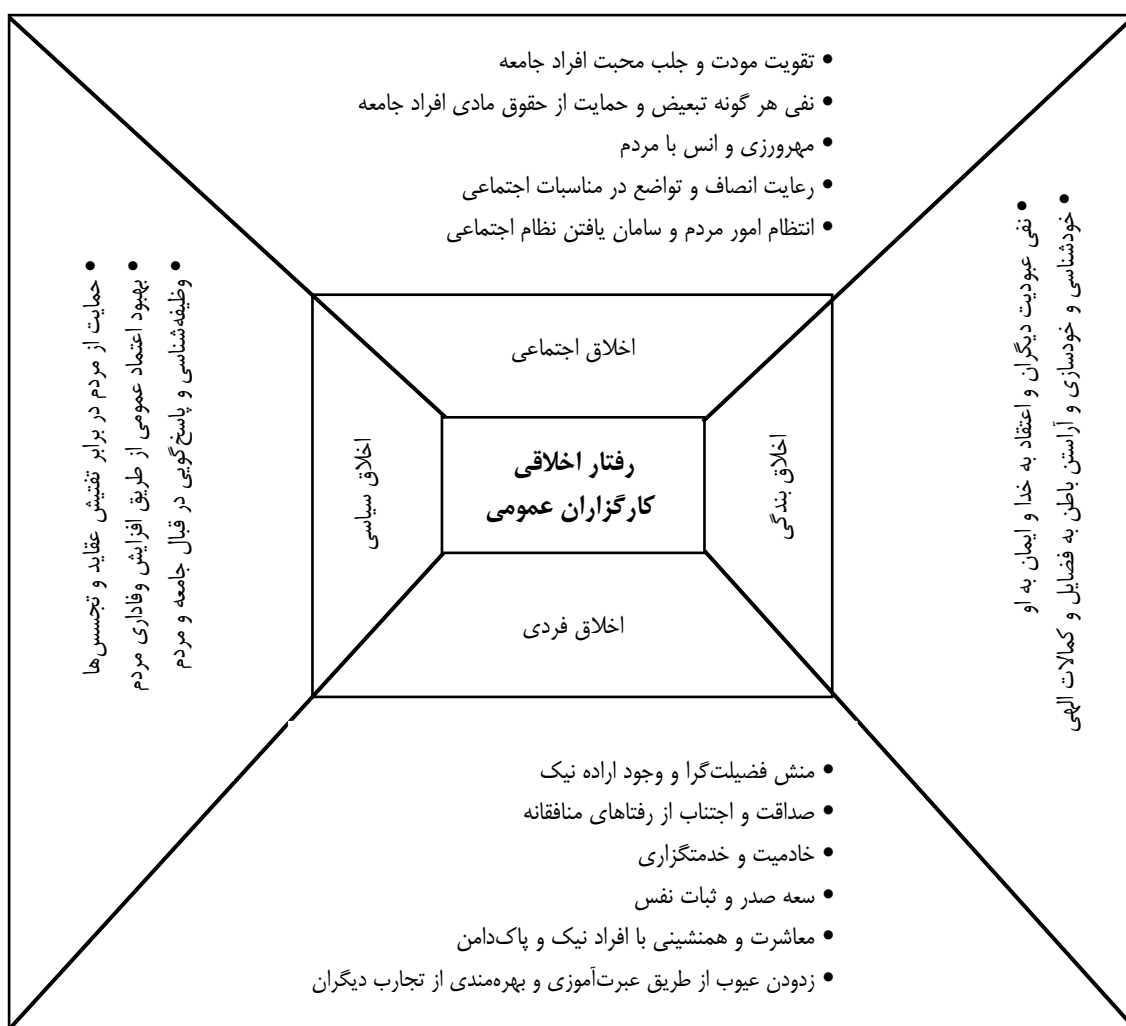 • تقویت مودت و جلب محبت افراد جامعه
• نفی هر گونه تبعیض و حمایت از حقوق مادی افراد جامعه
• مهرورزی و انس با مردم
• رعایت انصاف و تواضع در مناسبات اجتماعی
• انتظام امور مردم و سامان یافتن نظام اجتماعی
اخلاق اجتماعی
• خودشناسی و خودسازی و آراستن باطن به فضایل و کمالات الهی
• نفی عبودیت دیگران و اعتقاد به خدا و ایمان به او
اخلاق بندگی
رفتار اخلاقی
کارگزاران عمومی
اخلاق سیاسی
• وظیفه‌شناسی و پاسخ‌گویی در قبال جامعه و مردم
• بهبود اعتماد عمومی از طریق افزایش وفاداری مردم
• حمایت از مردم در برابر تفتیش عقاید و تجسس‌ها
اخلاق فردی
• منش فضیلت‌گرا و وجود اراده نیک
• صداقت و اجتناب از رفتاهای منافقانه
• خادمیت و خدمتگزاری
• سعه صدر و ثبات نفس
• معاشرت و همنشینی با افراد نیک و پاک‌دامن
• زدودن عیوب از طریق عبرت‌آموزی و بهره‌مندی از تجارب دیگران